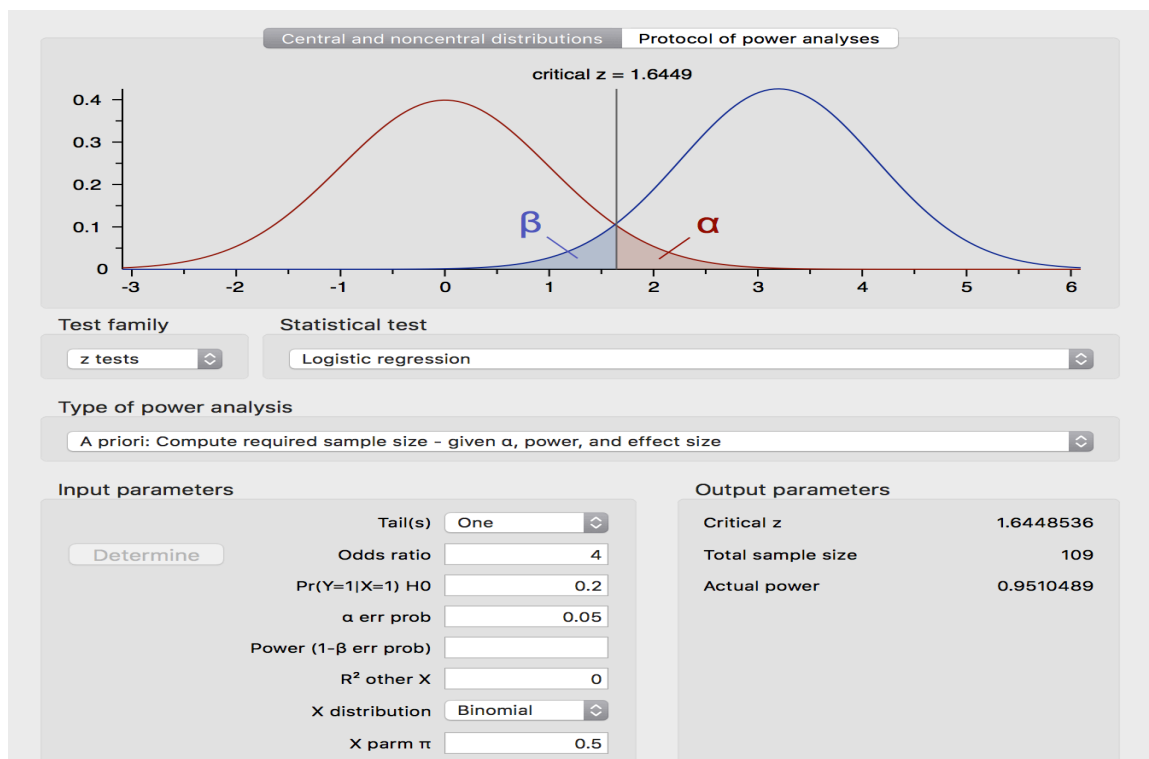 Central and noncentral distributions Protocol of power analyses
critical z = 1.6449
0.4
0.3
0.2
0.1
0
β
α
-3 -2 -1 0 1 2 3 4 5 6
Test family Statistical test
z tests Logistic regression
Type of power analysis
A priori: Compute required sample size - given α, power, and effect size
Input parameters Output parameters
Tail(s) One Critical z 1.6448536
Determine Odds ratio 4 Total sample size 109
Pr(Y=1|X=1) H0 0.2 Actual power 0.9510489
α err prob 0.05
Power (1-β err prob)
R² other X 0
X distribution Binomial
X parm π 0.5